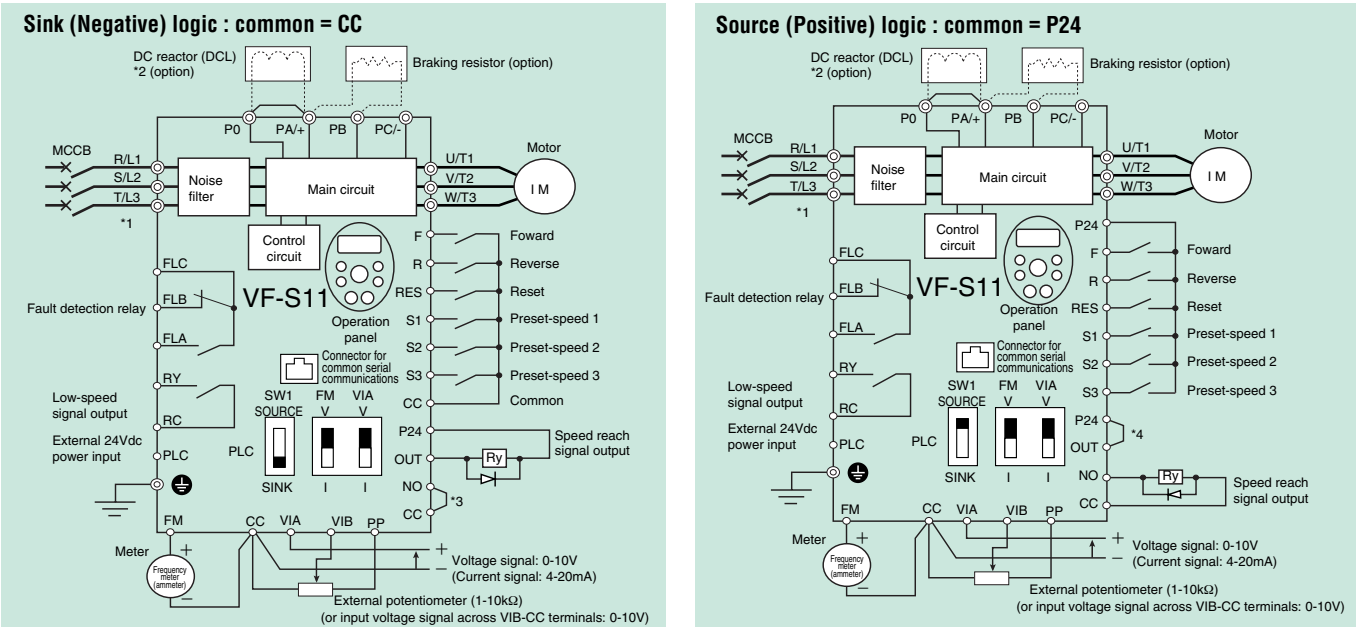 Sink (Negative) logic : common = CC
DC reactor (DCL)
*2 (option)
Braking resistor (option)
P0
PA/+
PB
PC/-
MCCB
R/L1
S/L2
T/L3
*1
Noise
filter
Main circuit
U/T1
V/T2
W/T3
Motor
I M
Control
circuit
VF-S11
Operation
panel
F
Foward
R
Reverse
RES
Reset
S1
Preset-speed 1
S2
Preset-speed 2
S3
Preset-speed 3
CC
Common
FLC
FLB
Fault detection relay
FLA
RY
Low-speed
signal output
RC
External 24Vdc
power input
PLC
Connector for
common serial
communications
SW1
SOURCE
PLC
SINK
FM
V
I
VIA
V
I
P24
OUT
Ry
Speed reach
signal output
NO
*3
CC
FM
CC
VIA
VIB
PP
Meter
+
Frequency
meter
(ammeter)
−
+
−
Voltage signal: 0-10V
(Current signal: 4-20mA)
External potentiometer (1-10kΩ)
(or input voltage signal across VIB-CC terminals: 0-10V)
Source (Positive) logic : common = P24
DC reactor (DCL)
*2 (option)
Braking resistor (option)
P0
PA/+
PB
PC/-
MCCB
R/L1
S/L2
T/L3
*1
Noise
filter
Main circuit
U/T1
V/T2
W/T3
Motor
I M
Control
circuit
VF-S11
Operation
panel
P24
F
Foward
R
Reverse
RES
Reset
S1
Preset-speed 1
S2
Preset-speed 2
S3
Preset-speed 3
FLC
FLB
Fault detection relay
FLA
RY
Low-speed
signal output
RC
External 24Vdc
power input
PLC
Connector for
common serial
communications
SW1
SOURCE
PLC
SINK
FM
V
I
VIA
V
I
P24
*4
OUT
NO
Ry
Speed reach
signal output
CC
FM
CC
VIA
VIB
PP
Meter
+
Frequency
meter
(ammeter)
−
+
−
Voltage signal: 0-10V
(Current signal: 4-20mA)
External potentiometer (1-10kΩ)
(or input voltage signal across VIB-CC terminals: 0-10V)